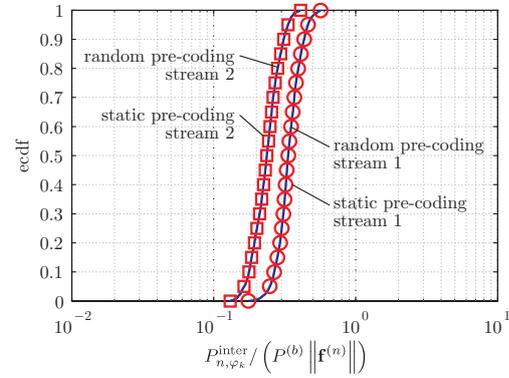 1
0.9
random pre-coding
stream 2
0.8
0.7
static pre-coding
stream 2
0.6
ecdf
random pre-coding
stream 1
0.5
0.4
static pre-coding
stream 1
0.3
0.2
0.1
0
10^−2 10^−1 10^0 10^1
P^inter_n,φ_k / ( P^(b) ‖f^(n)‖ )